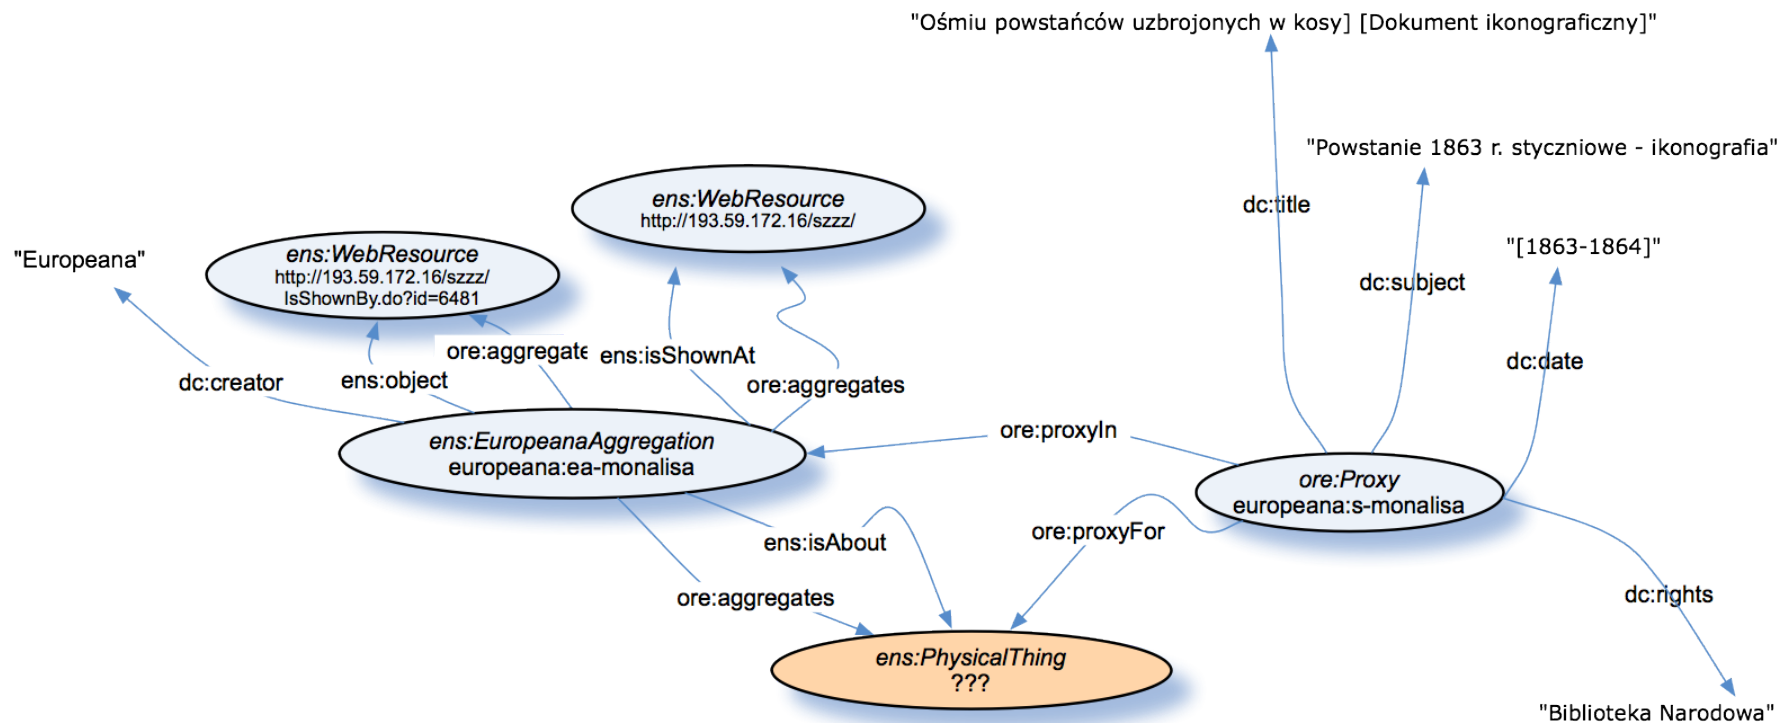 "Ośmiu powstańców uzbrojonych w kosy] [Dokument ikonograficzny]"
"Powstanie 1863 r. styczniowe - ikonografia"
ens:WebResource
http://193.59.172.16/szzz/
dc:title
"[1863-1864]"
"Europeana"
ens:WebResource
http://193.59.172.16/szzz/
IsShownBy.do?id=6481
dc:subject
ore:aggregate
ens:isShownAt
dc:date
dc:creator
ens:object
ore:aggregates
ens:EuropeanaAggregation
europeana:ea-monalisa
ore:proxyIn
ore:Proxy
europeana:s-monalisa
ens:isAbout
ore:proxyFor
ore:aggregates
dc:rights
ens:PhysicalThing
???
"Biblioteka Narodowa"